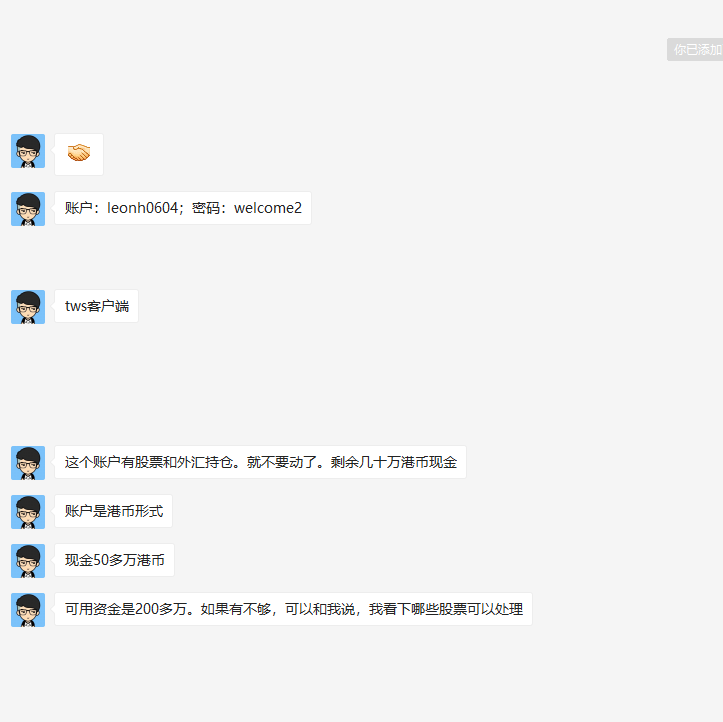 你已添加
账户：leonh0604；密码：welcome2
tws客户端
这个账户有股票和外汇持仓。就不要动了。剩余几十万港币现金
账户是港币形式
现金50多万港币
可用资金是200多万。如果有不够，可以和我说，我看下哪些股票可以处理